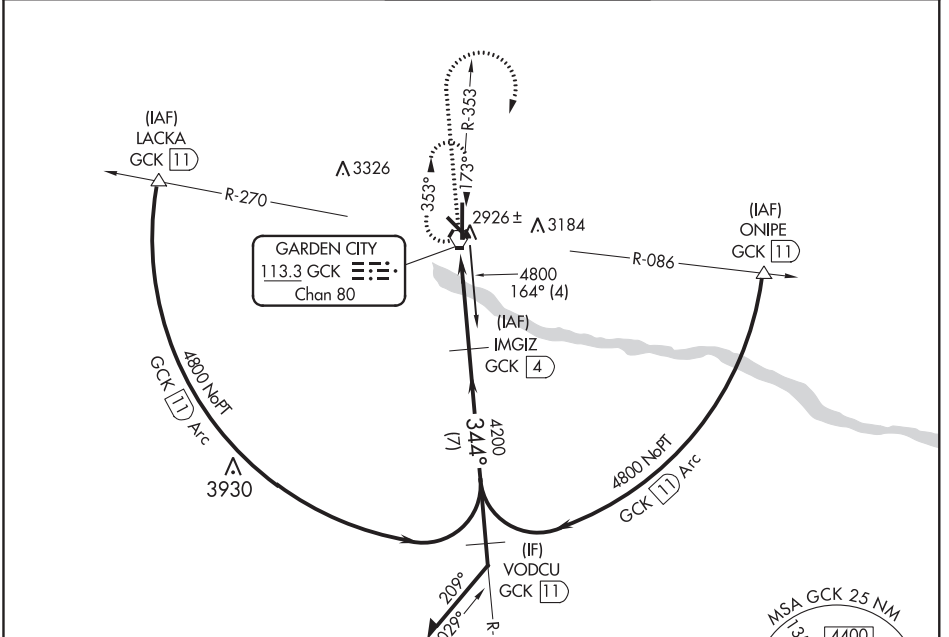 R-353
353°
173°
(IAF)
LACKA
GCK 11
R-270
3326
2926 ±
3184
(IAF)
ONIPE
GCK 11
R-086
GARDEN CITY
113.3 GCK
Chan 80
4800
164° (4)
(IAF)
IMGIZ
GCK 4
4800 NoPT
GCK 11 Arc
3930
4200
344°
(7)
4800 NoPT
GCK 11 Arc
(IF)
VODCU
GCK 11
209°
029°
R-
MSA GCK 25 NM
4400